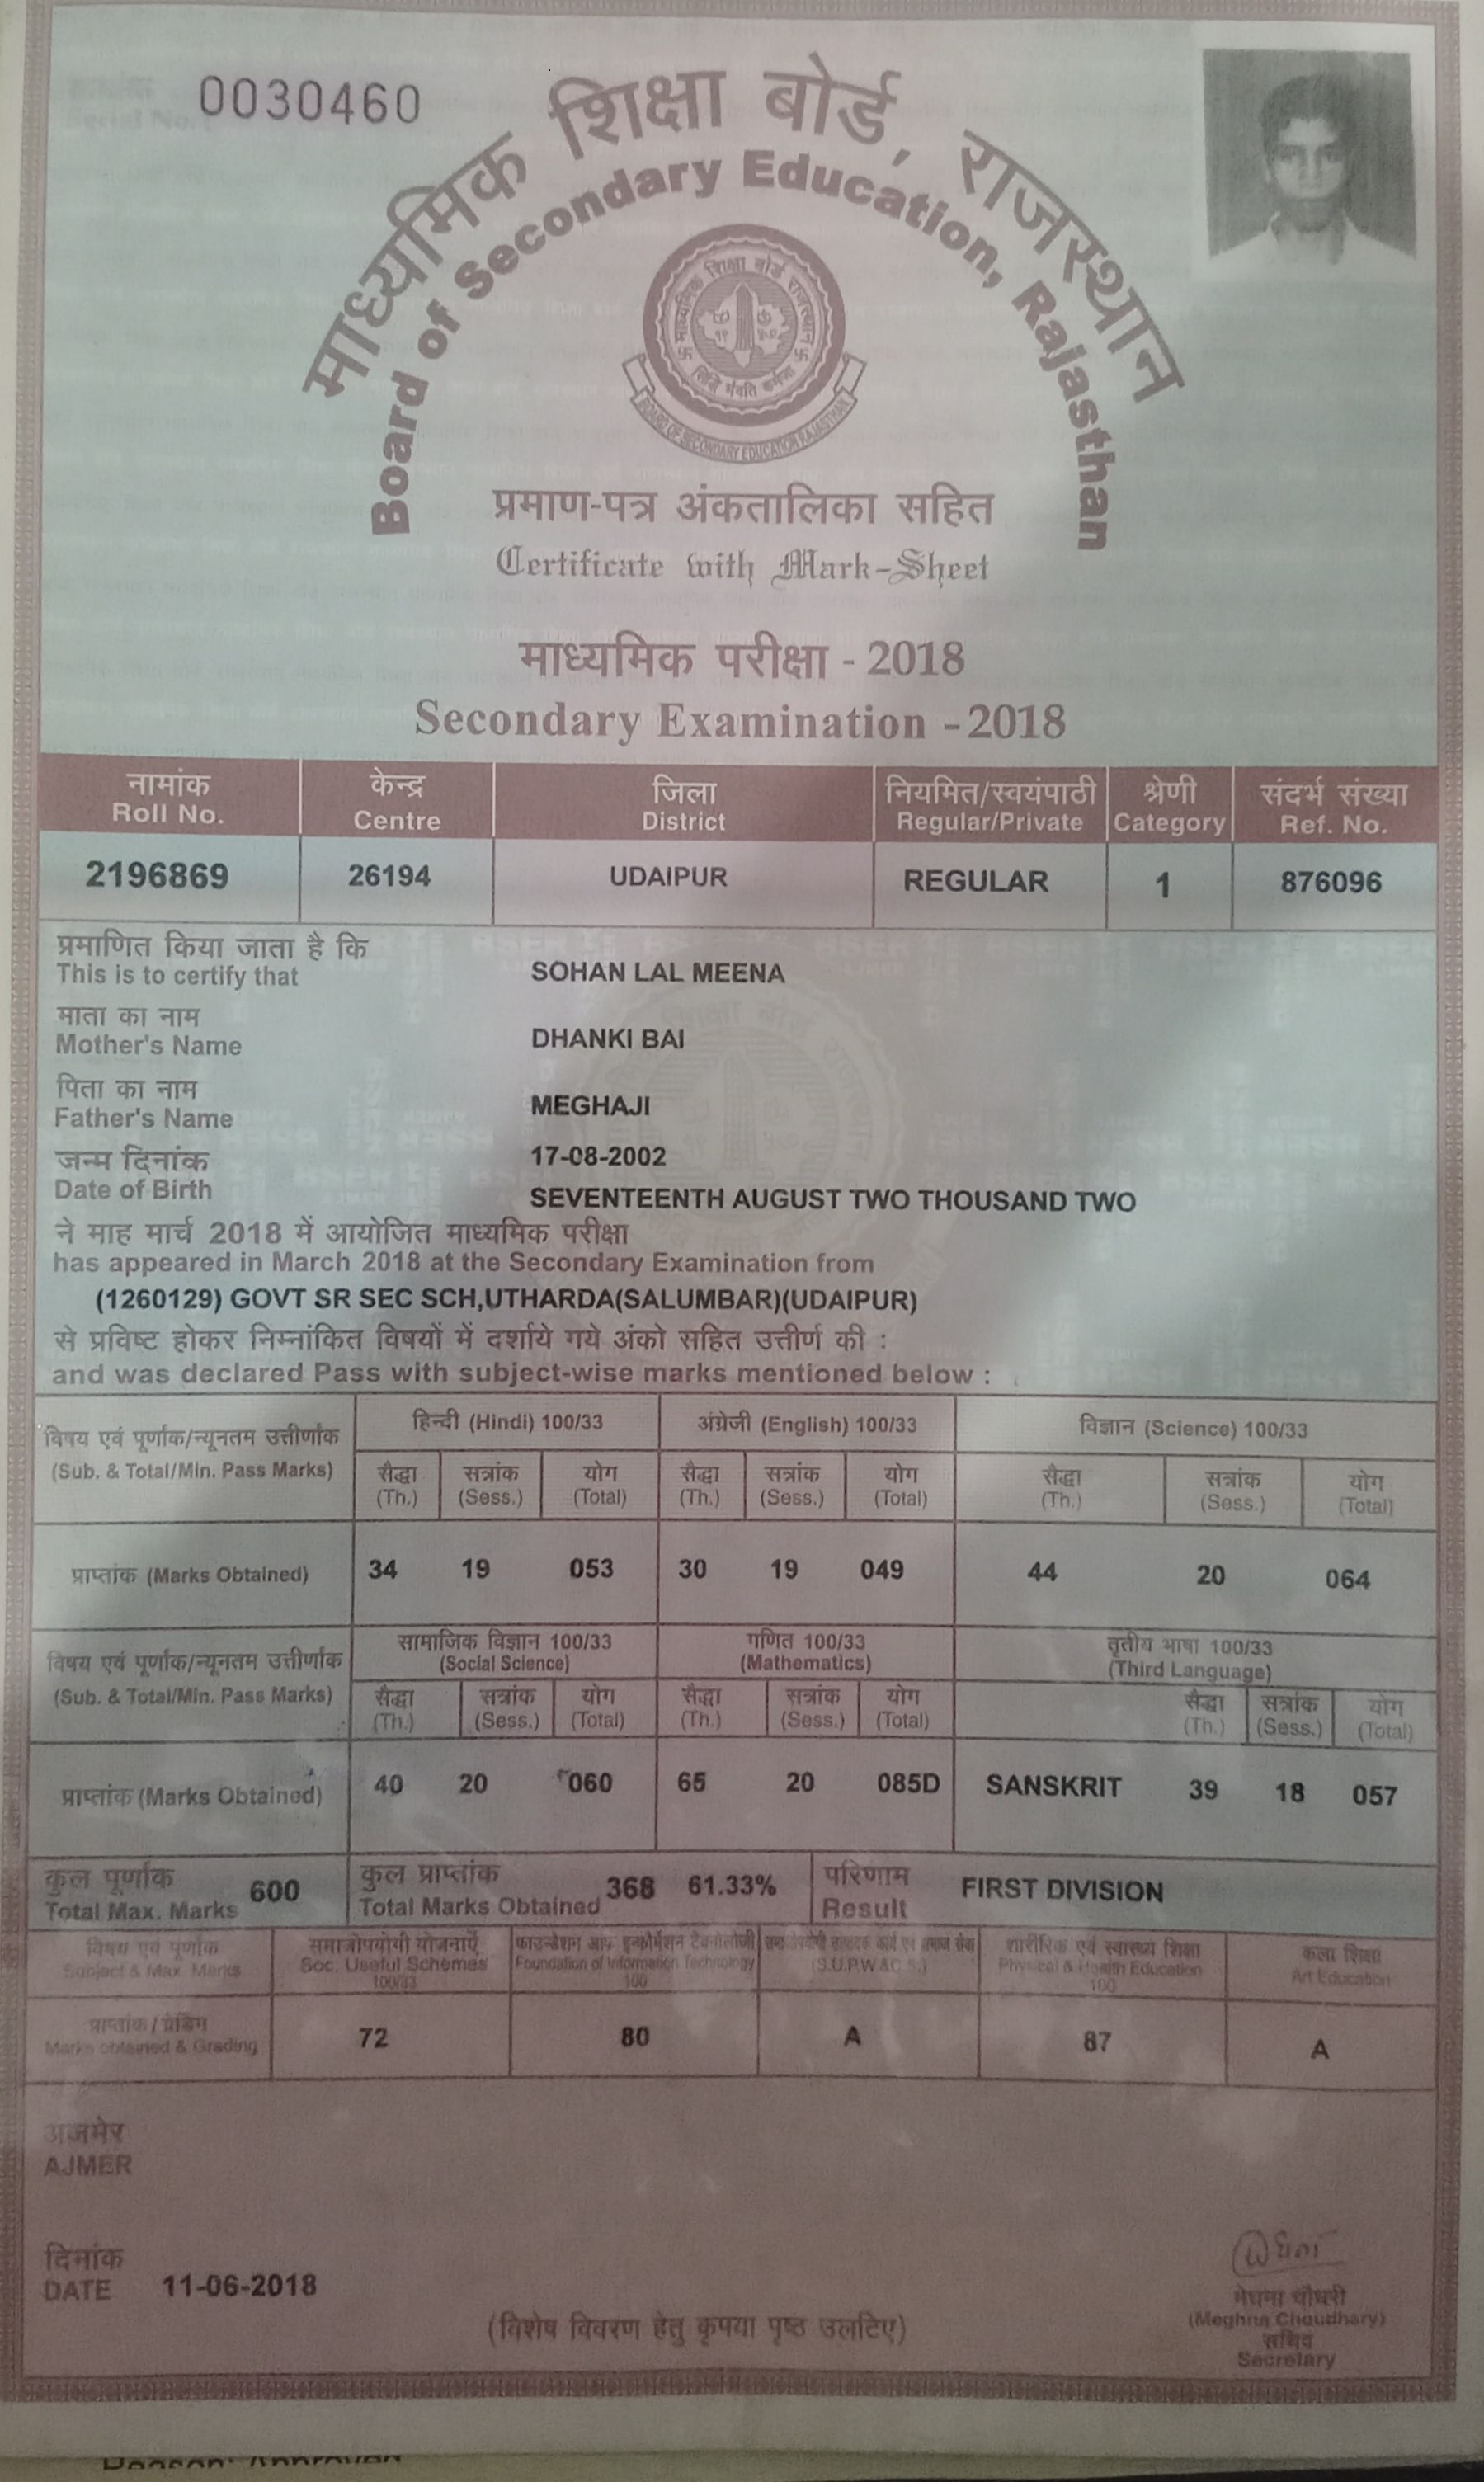 0030460
माध्यमिक शिक्षा बोर्ड, राजस्थान
Board of Secondary Education, Rajasthan
माध्यमिक शिक्षा बोर्ड राजस्थान
BOARD OF SECONDARY EDUCATION RAJASTHAN
प्रमाण-पत्र अंकतालिका सहित
Certificate with Mark-Sheet
माध्यमिक परीक्षा - 2018
Secondary Examination - 2018
नामांक केन्द्र जिला नियमित/स्वयंपाठी श्रेणी संदर्भ संख्या
Roll No. Centre District Regular/Private Category Ref. No.
2196869 26194 UDAIPUR REGULAR 1 876096
प्रमाणित किया जाता है कि
This is to certify that SOHAN LAL MEENA
माता का नाम
Mother's Name DHANKI BAI
पिता का नाम
Father's Name MEGHAJI
जन्म दिनांक 17-08-2002
Date of Birth SEVENTEENTH AUGUST TWO THOUSAND TWO
ने माह मार्च 2018 में आयोजित माध्यमिक परीक्षा
has appeared in March 2018 at the Secondary Examination from
(1260129) GOVT SR SEC SCH,UTHARDA(SALUMBAR)(UDAIPUR)
से प्रविष्ट होकर निम्नांकित विषयों में दर्शाये गये अंको सहित उत्तीर्ण की :
and was declared Pass with subject-wise marks mentioned below :
विषय एवं पूर्णांक/न्यूनतम उत्तीर्णांक हिन्दी (Hindi) 100/33 अंग्रेजी (English) 100/33 विज्ञान (Science) 100/33
(Sub. & Total/Min. Pass Marks) सैद्धा सत्रांक योग सैद्धा सत्रांक योग सैद्धा सत्रांक योग
(Th.) (Sess.) (Total) (Th.) (Sess.) (Total) (Th.) (Sess.) (Total)
प्राप्तांक (Marks Obtained) 34 19 053 30 19 049 44 20 064
विषय एवं पूर्णांक/न्यूनतम उत्तीर्णांक सामाजिक विज्ञान 100/33 गणित 100/33 तृतीय भाषा 100/33
(Social Science) (Mathematics) (Third Language)
(Sub. & Total/Min. Pass Marks) सैद्धा सत्रांक योग सैद्धा सत्रांक योग सैद्धा सत्रांक योग
(Th.) (Sess.) (Total) (Th.) (Sess.) (Total) (Th.) (Sess.) (Total)
प्राप्तांक (Marks Obtained) 40 20 060 65 20 085D SANSKRIT 39 18 057
कुल पूर्णांक 600 कुल प्राप्तांक 368 61.33% परिणाम FIRST DIVISION
Total Max. Marks Total Marks Obtained Result
विषय एवं पूर्णांक समाजोपयोगी योजनाएँ फाउन्डेशन आफ इन्फोर्मेशन टैक्नोलोजी शारीरिक एवं स्वास्थ्य शिक्षा कला शिक्षा
Subject & Max. Marks Soc. Useful Schemes Foundation of Information Technology (S.U.P.W.&C.S.) Physical & Health Education Art Education
100/33 100 100
प्राप्तांक / ग्रेडिंग 72 80 A 87 A
Marks obtained & Grading
अजमेर
AJMER
दिनांक
DATE 11-06-2018
मेघना चौधरी
(Meghna Choudhary)
सचिव
Secretary
(विशेष विवरण हेतु कृपया पृष्ठ उलटिए)